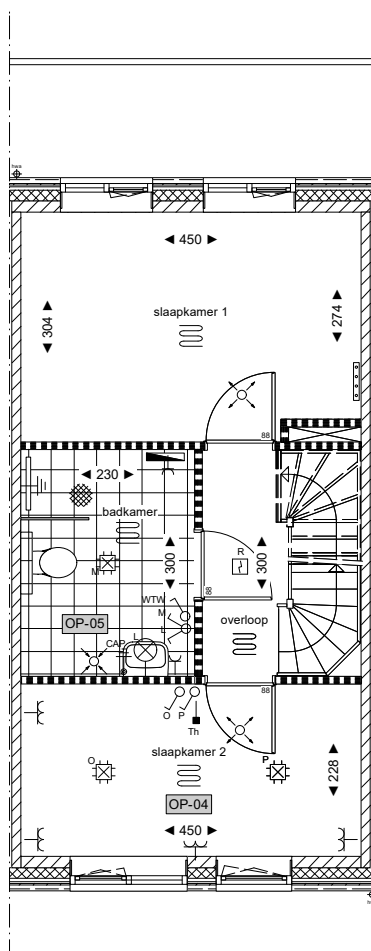 hwa
◄ 450 ►
◄ 304 ►
slaapkamer 1
◄ 274 ►
88
◄ 230 ►
badkamer
◄ 300 ►
R
◄ 300 ►
M
WTW
M
L
88
OP-05
CAP
L
overloop
88
O
P
Th
slaapkamer 2
O
P
◄ 228 ►
OP-04
◄ 450 ►